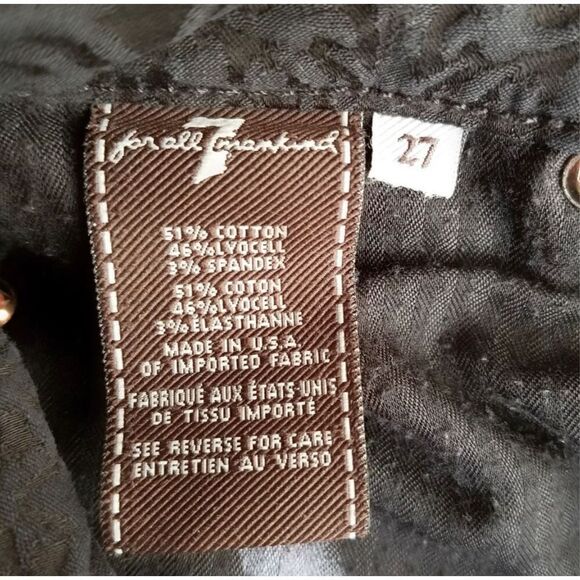 for all 7 mankind
27
51% COTTON
46% LYOCELL
3% SPANDEX
51% COTON
46% LYOCELL
3% ÉLASTHANNE
MADE IN U.S.A.
OF IMPORTED FABRIC
FABRIQUÉ AUX ÉTATS-UNIS
DE TISSU IMPORTÉ
SEE REVERSE FOR CARE
ENTRETIEN AU VERSO